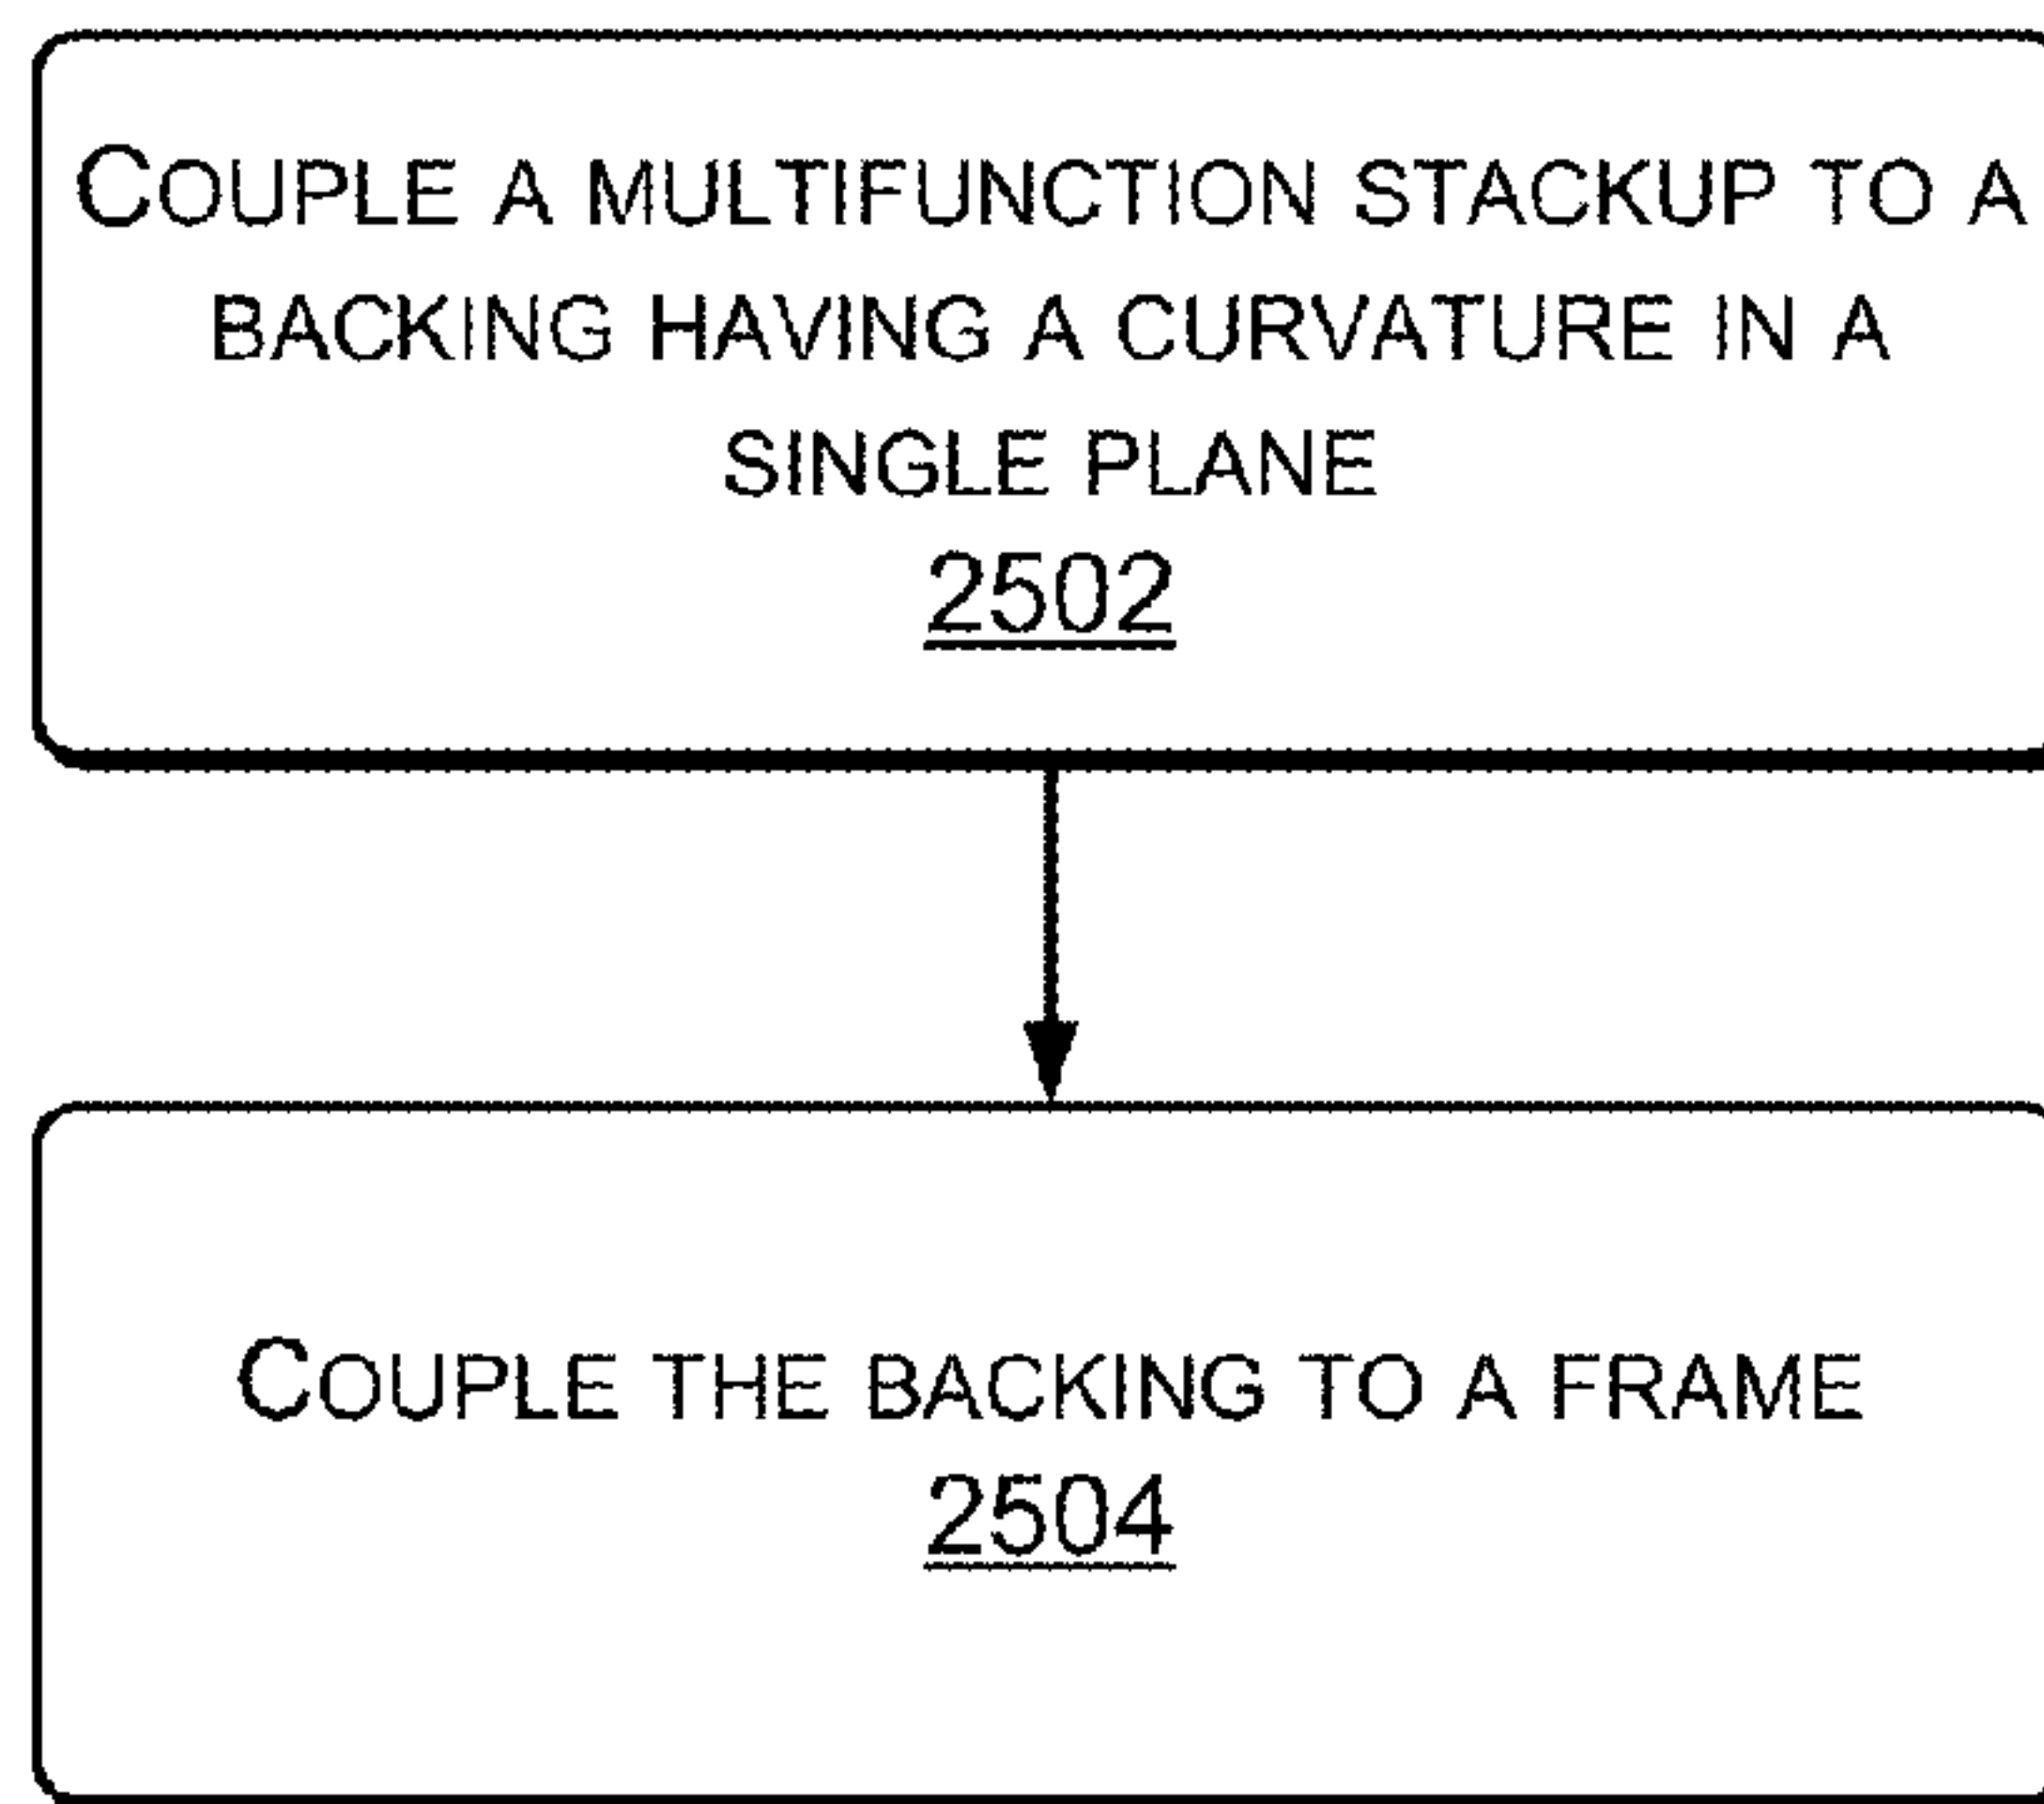 COUPLE A MULTIFUNCTION STACKUP TO A
BACKING HAVING A CURVATURE IN A
SINGLE PLANE
2502
COUPLE THE BACKING TO A FRAME
2504